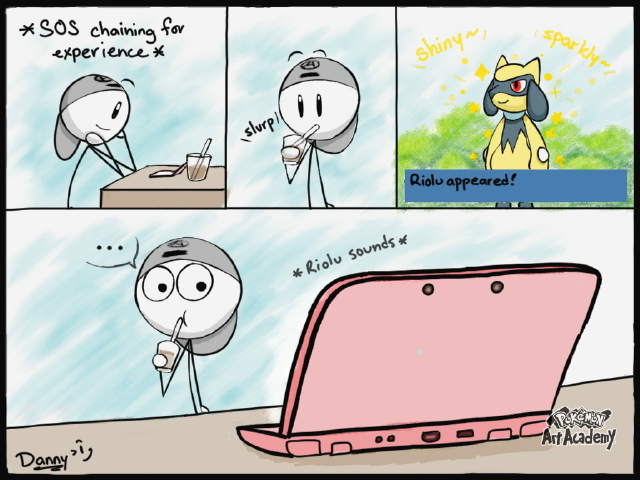 *SOS chaining for
experience*
slurp!
shiny~
sparkly~
Riolu appeared!
...
*Riolu sounds*
Danny
POKÉMON
Art Academy